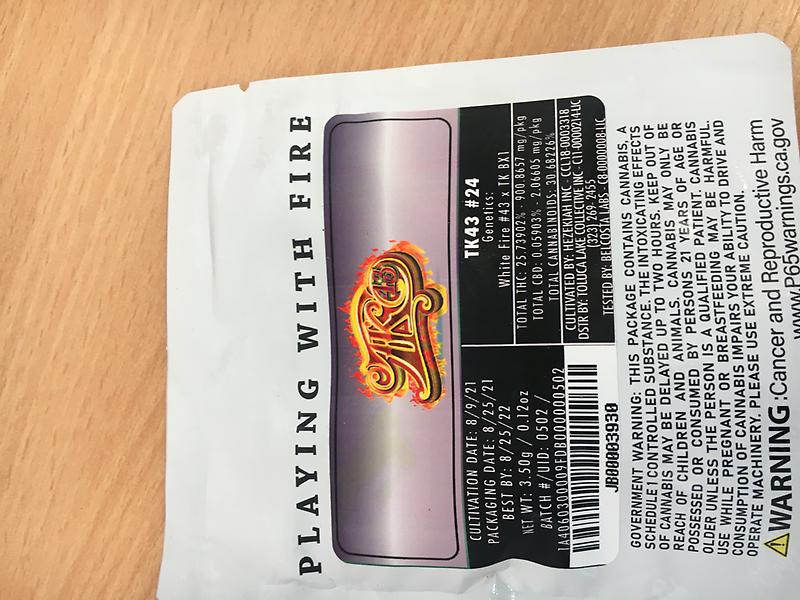 PLAYING WITH FIRE
TKO
43
CULTIVATION DATE: 8/9/21
PACKAGING DATE: 8/25/21
BEST BY: 8/25/22
NET WT: 3.50g / 0.12oz
BATCH #/UID: 0502 /
1A4060300009EDB000000502
JB00003930
TK43 #24
Genetics:
White Fire #43 x TK BX1
TOTAL THC: 25.73902% - 900.8657 mg/pkg
TOTAL CBD: 0.05903% - 2.06605 mg/pkg
TOTAL CANNABINOIDS: 30.68226%
CULTIVATED BY: HEZEKIAH INC - CCL18-0003318
DSTR BY: TOLUCA LAKE COLLECTIVE INC - C11-0000214-LIC
(323) 269-2455
TESTED BY: BELCOSTA LABS - C8-0000008-LIC
GOVERNMENT WARNING: THIS PACKAGE CONTAINS CANNABIS, A
SCHEDULE 1 CONTROLLED SUBSTANCE. THE INTOXICATING EFFECTS
OF CANNABIS MAY BE DELAYED UP TO TWO HOURS. KEEP OUT OF
REACH OF CHILDREN AND ANIMALS. CANNABIS MAY ONLY BE
POSSESSED OR CONSUMED BY PERSONS 21 YEARS OF AGE OR
OLDER UNLESS THE PERSON IS A QUALIFIED PATIENT. CANNABIS
USE WHILE PREGNANT OR BREASTFEEDING MAY BE HARMFUL.
CONSUMPTION OF CANNABIS IMPAIRS YOUR ABILITY TO DRIVE AND
OPERATE MACHINERY. PLEASE USE EXTREME CAUTION.
WARNING: Cancer and Reproductive Harm
www.P65warnings.ca.gov